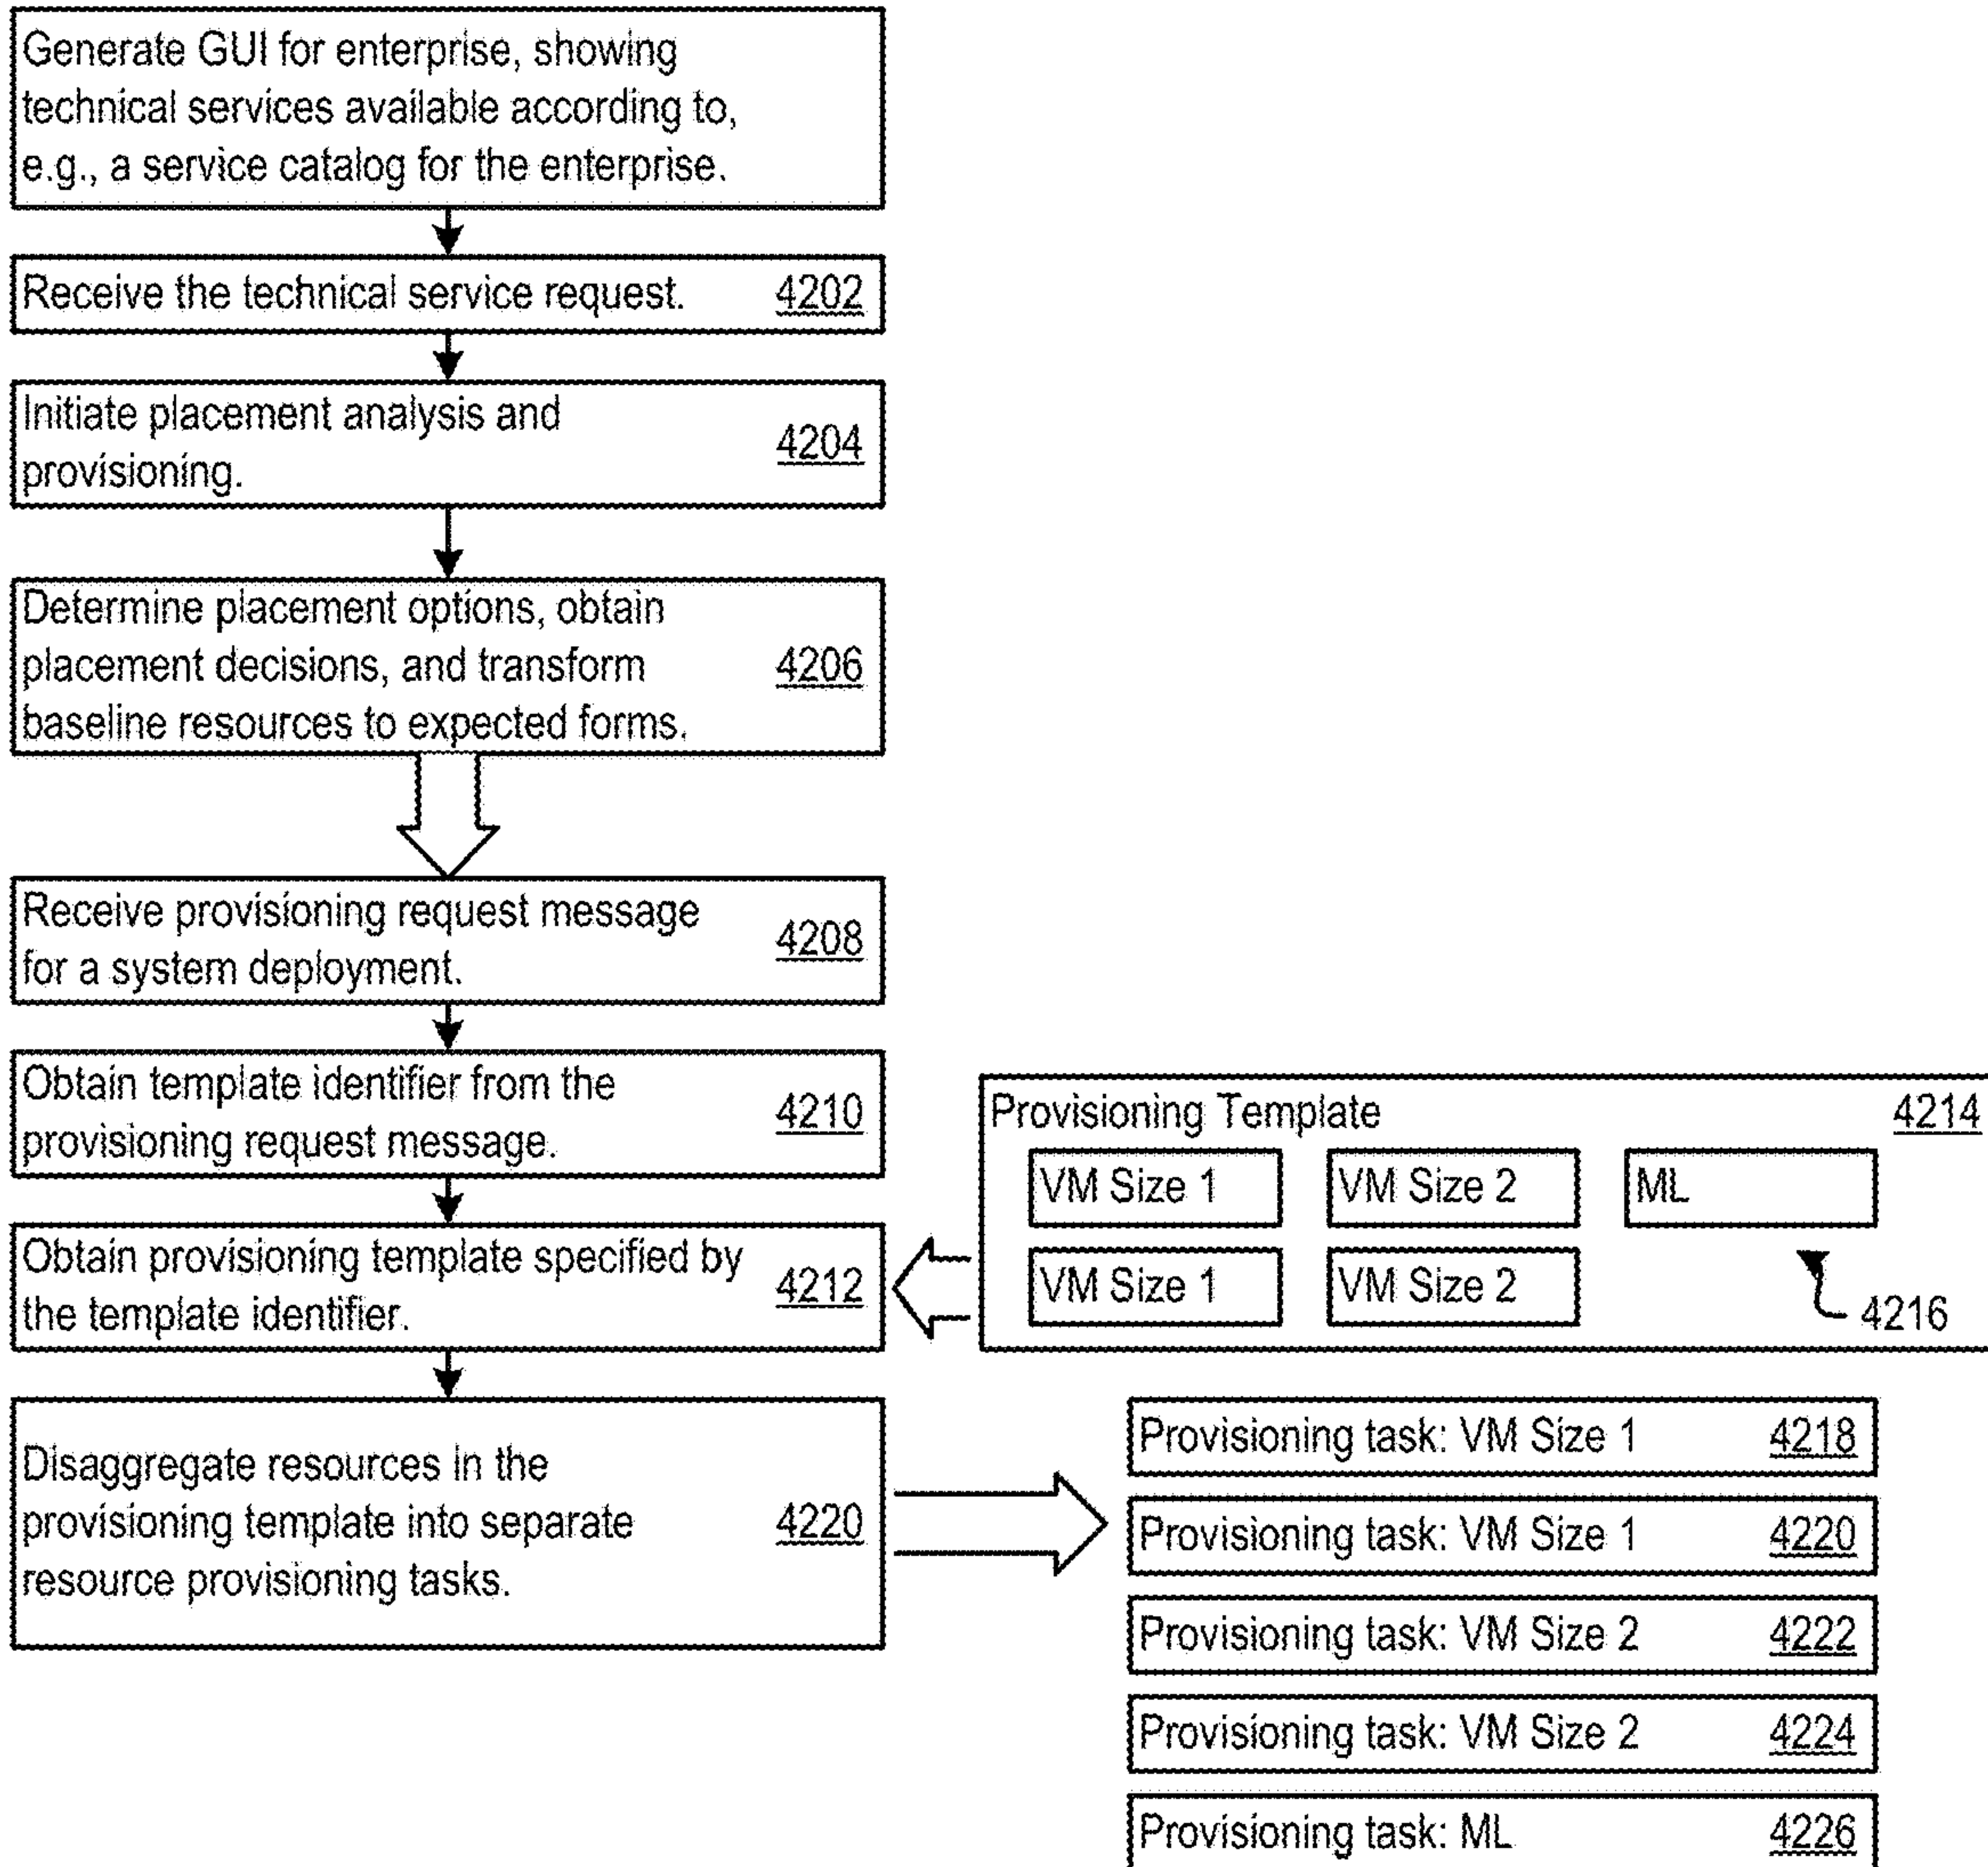 Generate GUI for enterprise, showing
technical services available according to,
e.g., a service catalog for the enterprise.
Receive the technical service request. 4202
Initiate placement analysis and
provisioning.
4204
Determine placement options, obtain
placement decisions, and transform
baseline resources to expected forms.
4206
Receive provisioning request message
for a system deployment.
4208
Obtain template identifier from the
provisioning request message.
4210
Obtain provisioning template specified by
the template identifier.
4212
Provisioning Template 4214
VM Size 1 VM Size 2 ML
VM Size 1 VM Size 2
4216
Disaggregate resources in the
provisioning template into separate
resource provisioning tasks.
4220
Provisioning task: VM Size 1 4218
Provisioning task: VM Size 1 4220
Provisioning task: VM Size 2 4222
Provisioning task: VM Size 2 4224
Provisioning task: ML 4226